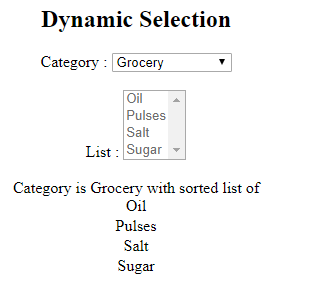 Dynamic Selection
Category : Grocery
Oil
Pulses
Salt
List : Sugar
Category is Grocery with sorted list of
Oil
Pulses
Salt
Sugar